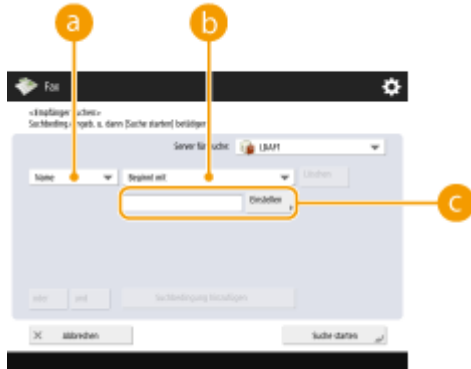 a b
Fax
<Empfänger suchen>
Suchbeding. eingeb. u. dann [Suche starten] betätigen.
Server für Suche: LDAP1
Name Beginnt mit Löschen
Einstellen
c
oder und Suchbedingung hinzufügen
Abbrechen Suche starten